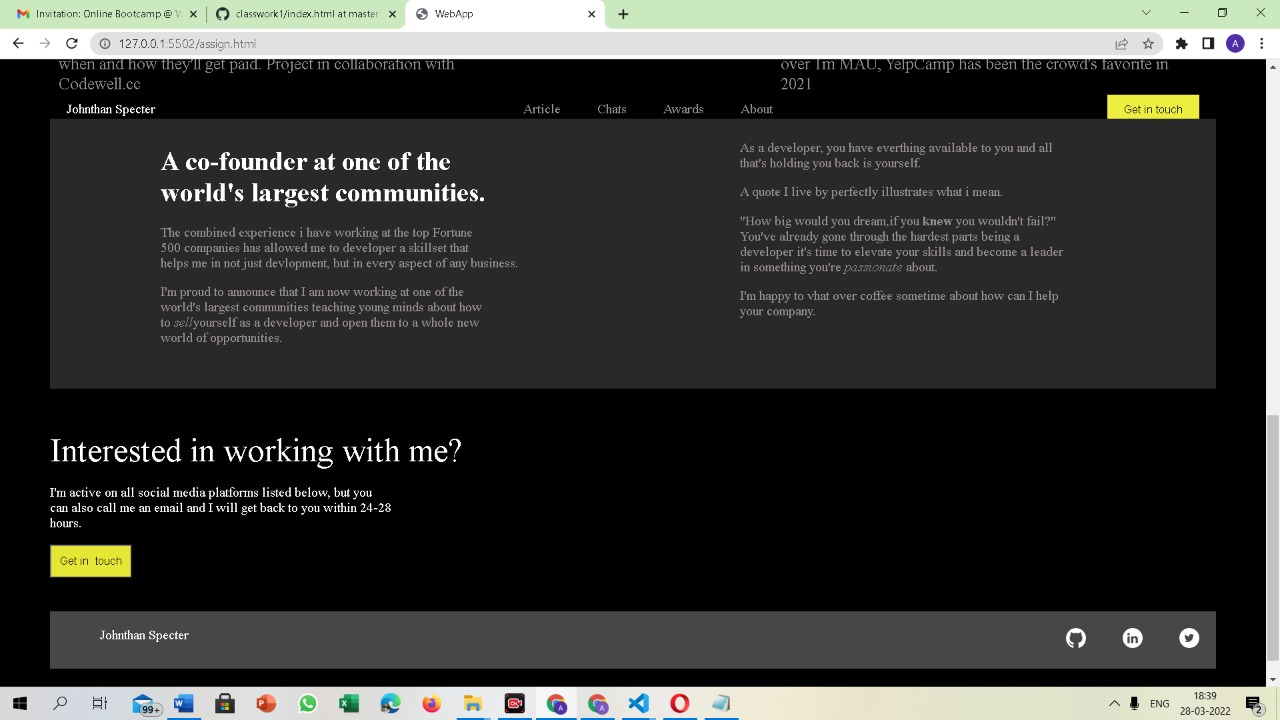 Invitation: Online Bootcamp @ W
classwork1/index.html at master
WebApp
127.0.0.1:5502/assign.html
A
when and how they'll get paid. Project in collaboration with
Codewell.cc
over 1m MAU, YelpCamp has been the crowd's favorite in
2021
Johnthan Specter
Article
Chats
Awards
About
Get in touch
A co-founder at one of the
world's largest communities.
The combined experience i have working at the top Fortune
500 companies has allowed me to developer a skillset that
helps me in not just devlopment, but in every aspect of any business.
I'm proud to announce that I am now working at one of the
world's largest communities teaching young minds about how
to sell yourself as a developer and open them to a whole new
world of opportunities.
As a developer, you have everthing available to you and all
that's holding you back is yourself.
A quote I live by perfectly illustrates what i mean.
"How big would you dream,if you knew you wouldn't fail?"
You've already gone through the hardest parts being a
developer it's time to elevate your skills and become a leader
in something you're passionate about.
I'm happy to vhat over coffee sometime about how can I help
your company.
Interested in working with me?
I'm active on all social media platforms listed below, but you
can also call me an email and I will get back to you within 24-28
hours.
Get in touch
Johnthan Specter
99+
ENG
18:39
28-03-2022
2